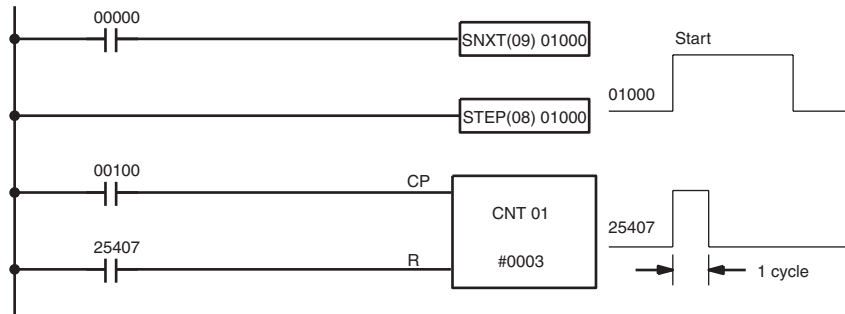 00000
SNXT(09) 01000
Start
01000
STEP(08) 01000
00100
CP
CNT 01
25407
25407
R
#0003
1 cycle